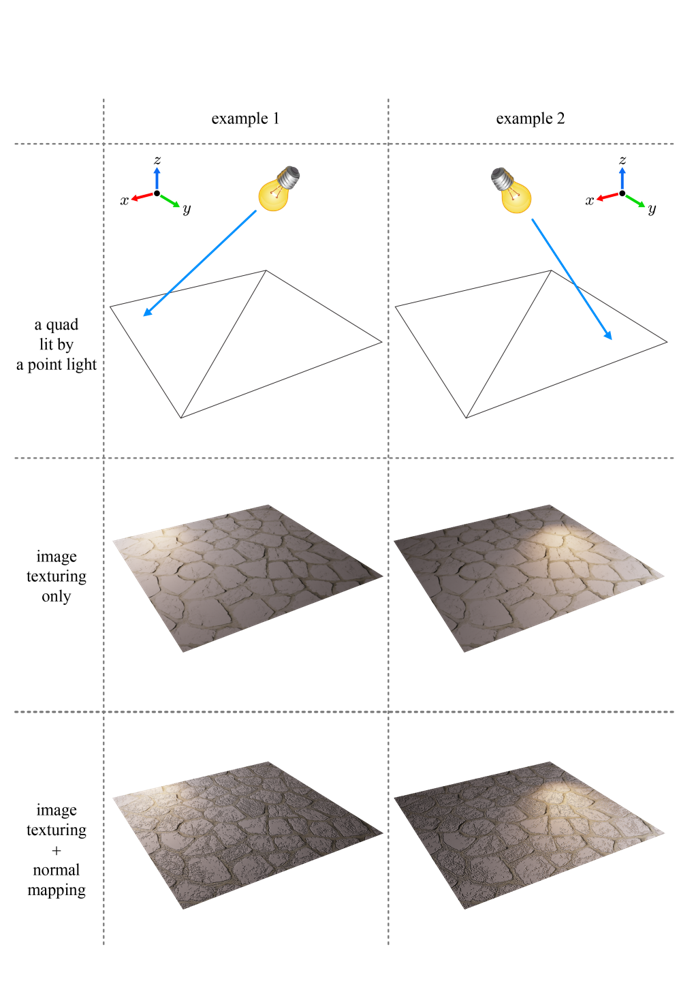 example 1
example 2
z
x
y
z
x
y
a quad
lit by
a point light
image
texturing
only
image
texturing
+
normal
mapping